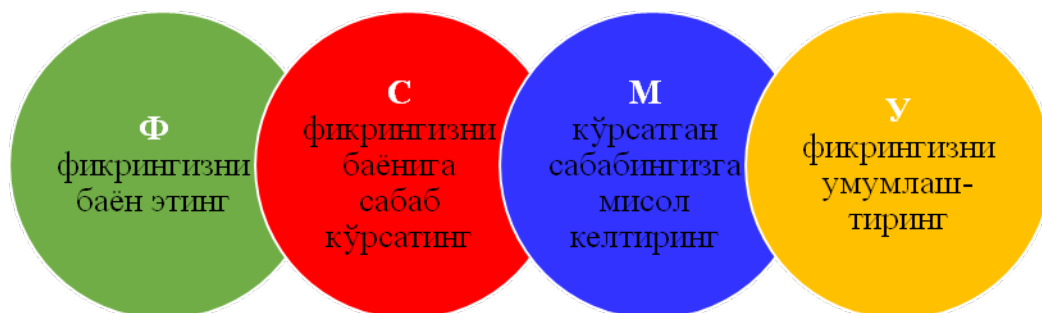 Ф
фикрингизни
баён этинг
С
фикрингизни
баёнига
сабаб
кўрсатинг
М
кўрсатган
сабабингизга
мисол
келтиринг
У
фикрингизни
умумлаш-
тиринг